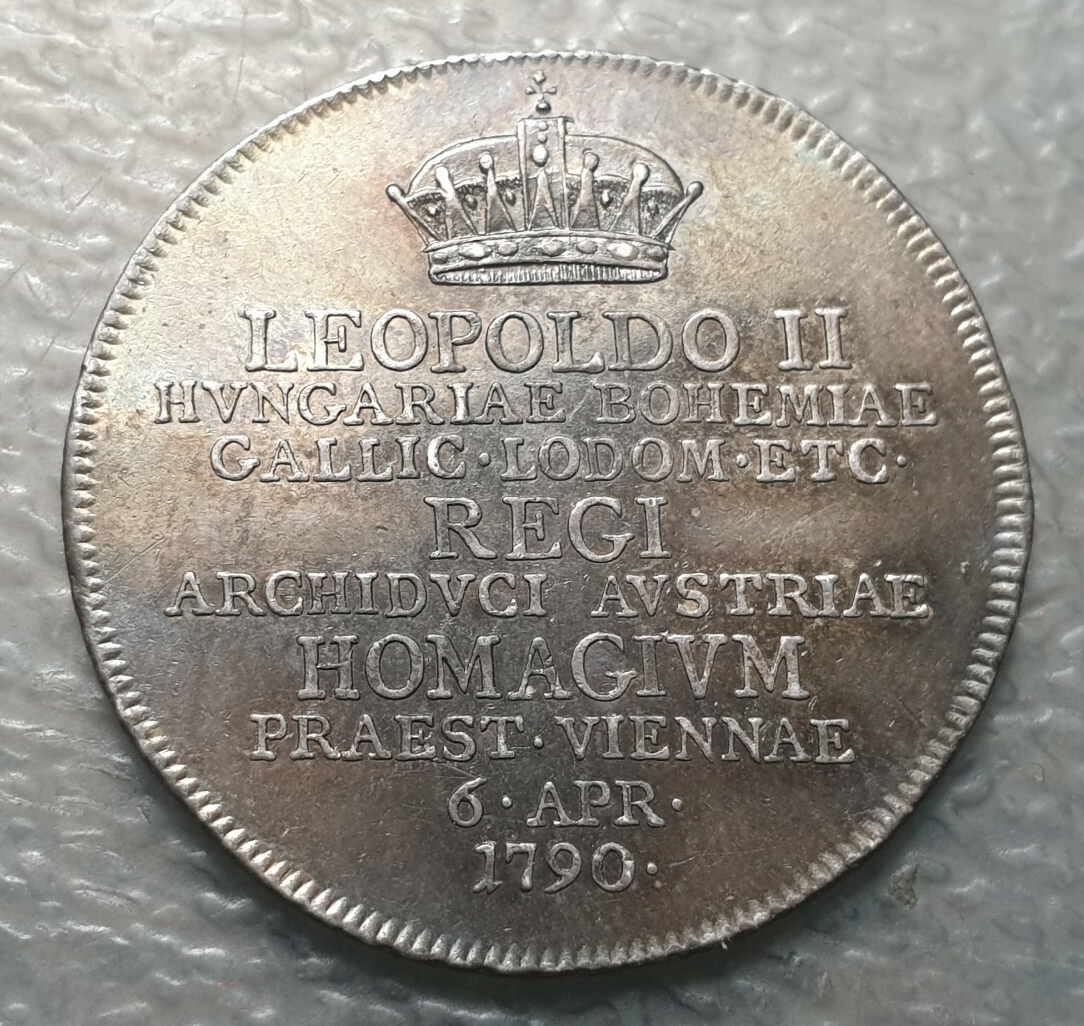 LEOPOLDO II
HVNGARIAE BOHEMIAE
GALLIC·LODOM·ETC·
REGI
ARCHIDVCI AVSTRIAE
HOMAGIVM
PRAEST·VIENNAE
6·APR·
1790·